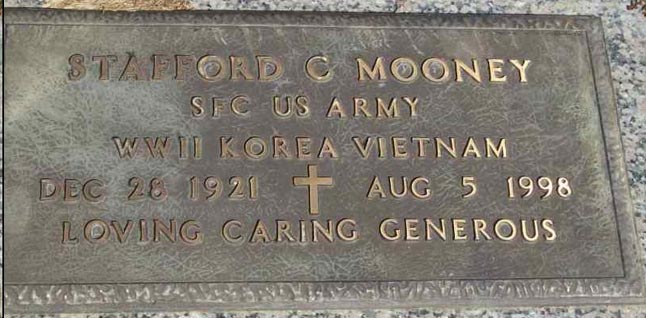 STAFFORD C MOONEY
SFC US ARMY
WWII KOREA VIETNAM
DEC 28 1921 AUG 5 1998
LOVING CARING GENEROUS